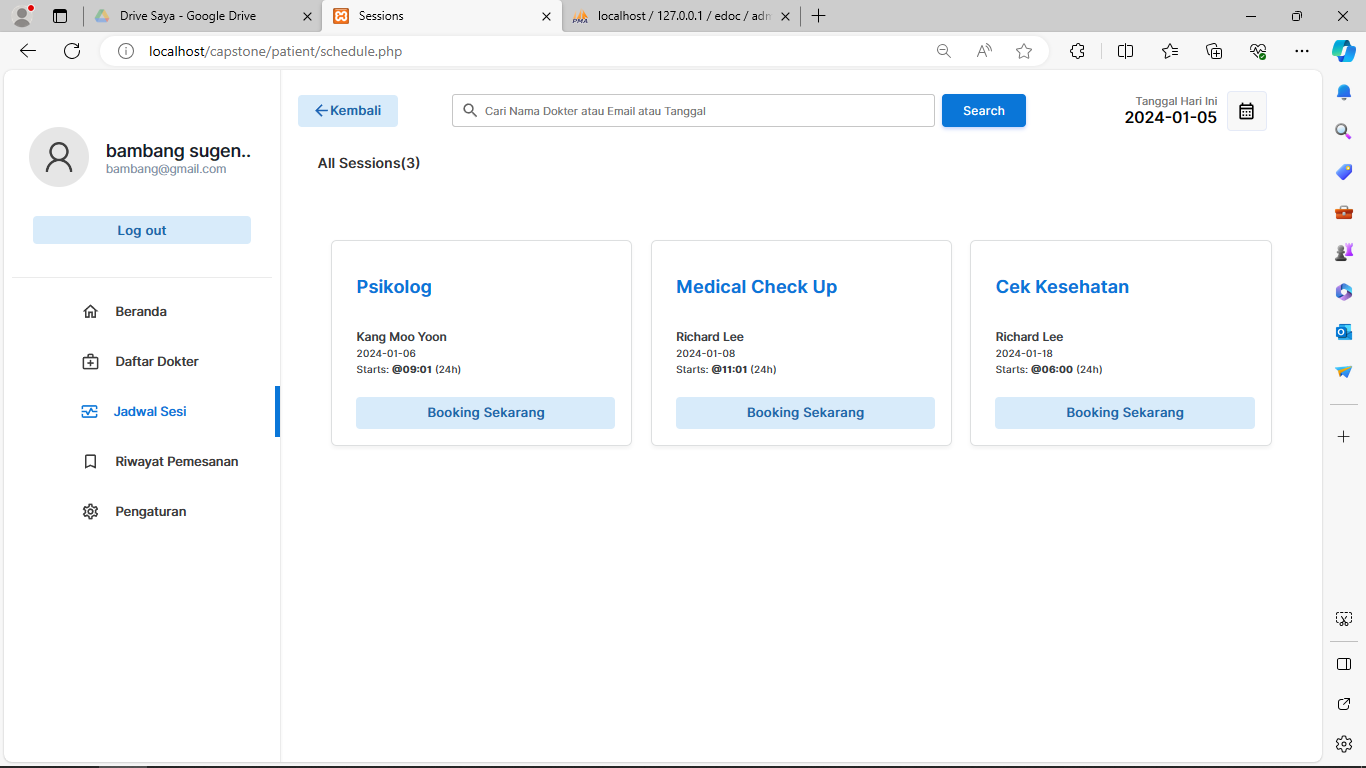 Drive Saya - Google Drive
Sessions
PMA
localhost / 127.0.0.1 / edoc / adm
localhost/capstone/patient/schedule.php
bambang sugen..
bambang@gmail.com
Log out
Beranda
Daftar Dokter
Jadwal Sesi
Riwayat Pemesanan
Pengaturan
Kembali
Cari Nama Dokter atau Email atau Tanggal
Search
Tanggal Hari Ini
2024-01-05
All Sessions(3)
Psikolog
Kang Moo Yoon
2024-01-06
Starts: @09:01 (24h)
Booking Sekarang
Medical Check Up
Richard Lee
2024-01-08
Starts: @11:01 (24h)
Booking Sekarang
Cek Kesehatan
Richard Lee
2024-01-18
Starts: @06:00 (24h)
Booking Sekarang